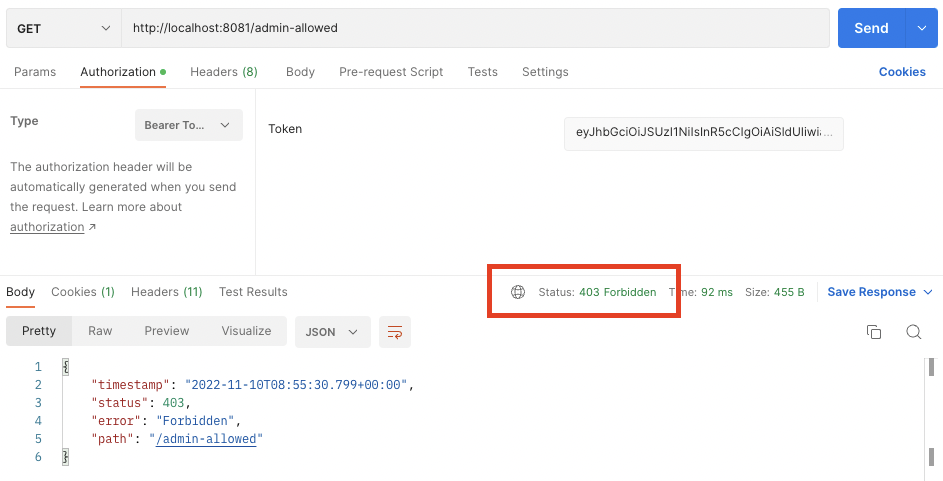 GET http://localhost:8081/admin-allowed Send
Params Authorization Headers (8) Body Pre-request Script Tests Settings Cookies
Type Bearer To...
Token eyJhbGciOiJSUzI1NiIsInR5cCIgOiAiSldUIiwia...
The authorization header will be
automatically generated when you send
the request. Learn more about
authorization ↗
Body Cookies (1) Headers (11) Test Results Status: 403 Forbidden Time: 92 ms Size: 455 B Save Response
Pretty Raw Preview Visualize JSON
1 {
2 "timestamp": "2022-11-10T08:55:30.799+00:00",
3 "status": 403,
4 "error": "Forbidden",
5 "path": "/admin-allowed"
6 }